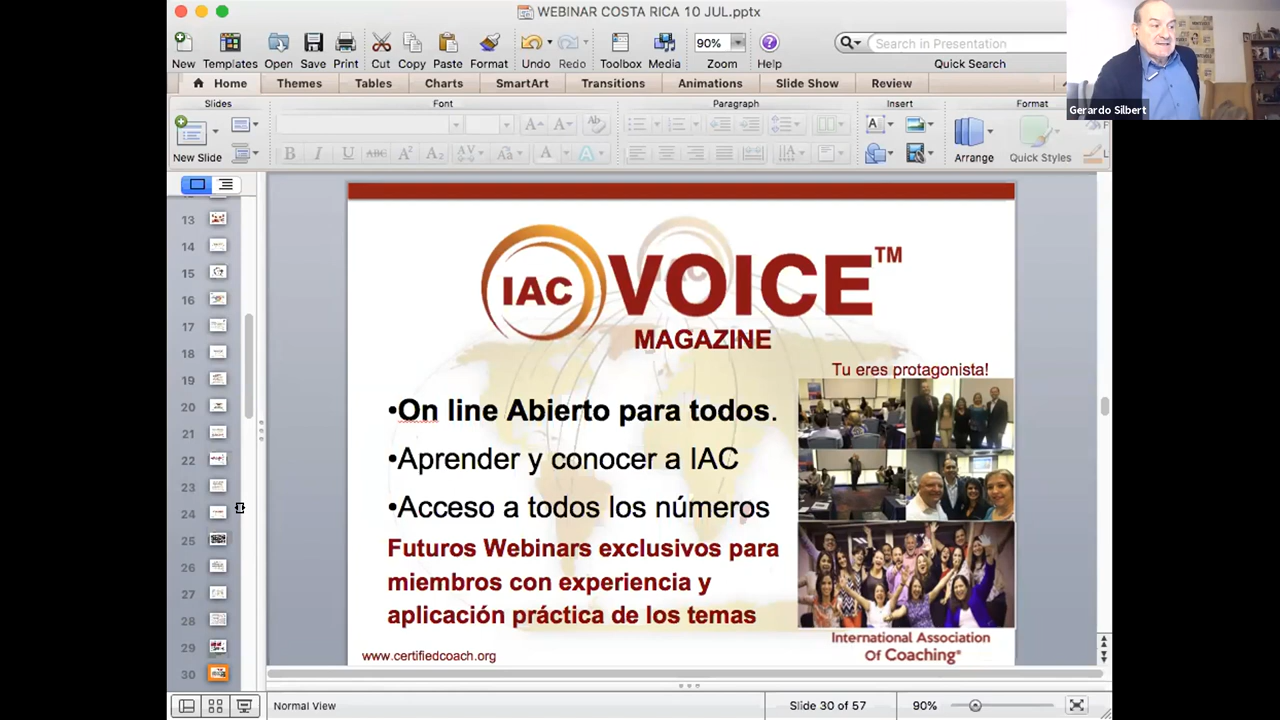 WEBINAR COSTA RICA 10 JUL.pptx
New Templates Open Save Print Cut Copy Paste Format Undo Redo Toolbox Media Zoom Help
90%
Search in Presentation
Quick Search
Gerardo Silbert
Home Themes Tables Charts SmartArt Transitions Animations Slide Show Review
Slides Font Paragraph Insert Format
New Slide Arrange Quick Styles
13
14
15
16
17
18
19
20
21
22
23
24
25
26
27
28
29
30
IAC
VOICE™
MAGAZINE
Tu eres protagonista!
•On line Abierto para todos.
•Aprender y conocer a IAC
•Acceso a todos los números
Futuros Webinars exclusivos para
miembros con experiencia y
aplicación práctica de los temas
International Association
Of Coaching®
www.certifiedcoach.org
Normal View Slide 30 of 57 90%